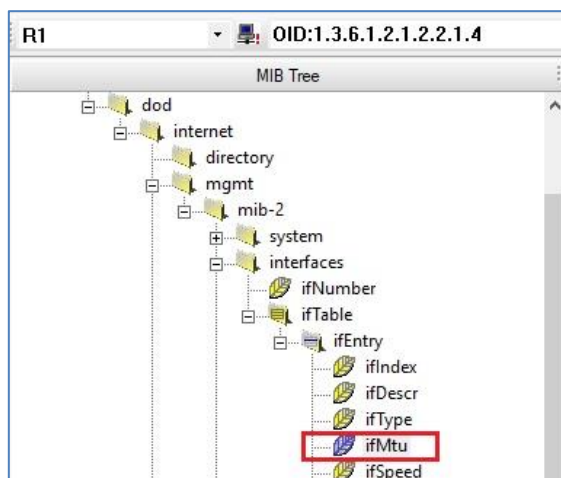 R1 OID:1.3.6.1.2.1.2.2.1.4
MIB Tree
dod
internet
directory
mgmt
mib-2
system
interfaces
ifNumber
ifTable
ifEntry
ifIndex
ifDescr
ifType
ifMtu
ifSpeed